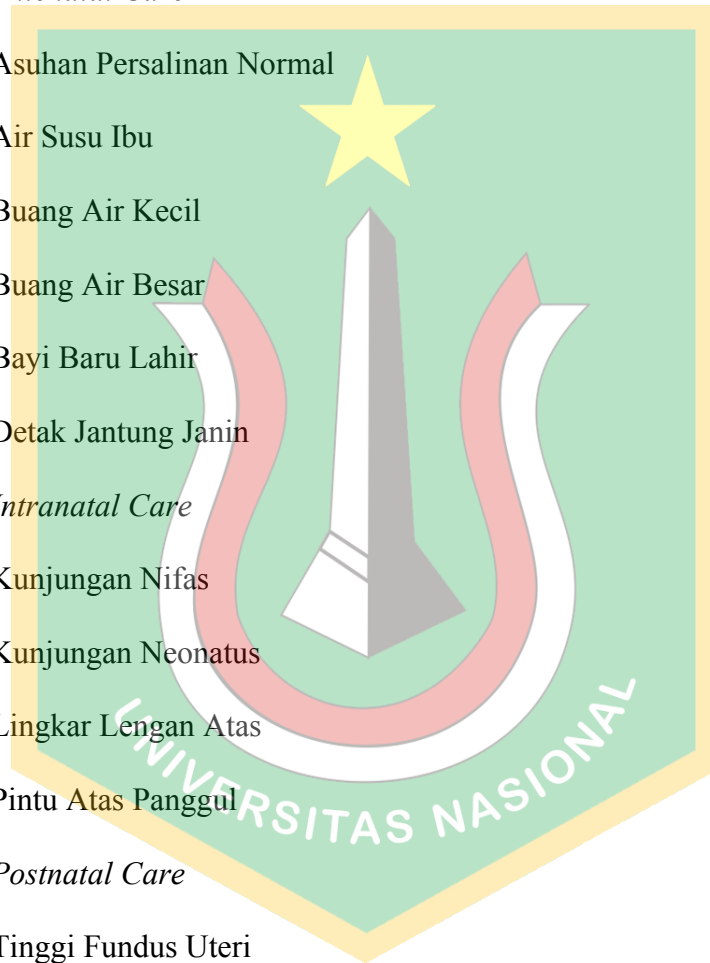 Asuhan Persalinan Normal
Air Susu Ibu
Buang Air Kecil
Buang Air Besar
Bayi Baru Lahir
Detak Jantung Janin
Intranatal Care
Kunjungan Nifas
Kunjungan Neonatus
Lingkar Lengan Atas
Pintu Atas Panggul
Postnatal Care
Tinggi Fundus Uteri
UNIVERSITAS NASIONAL